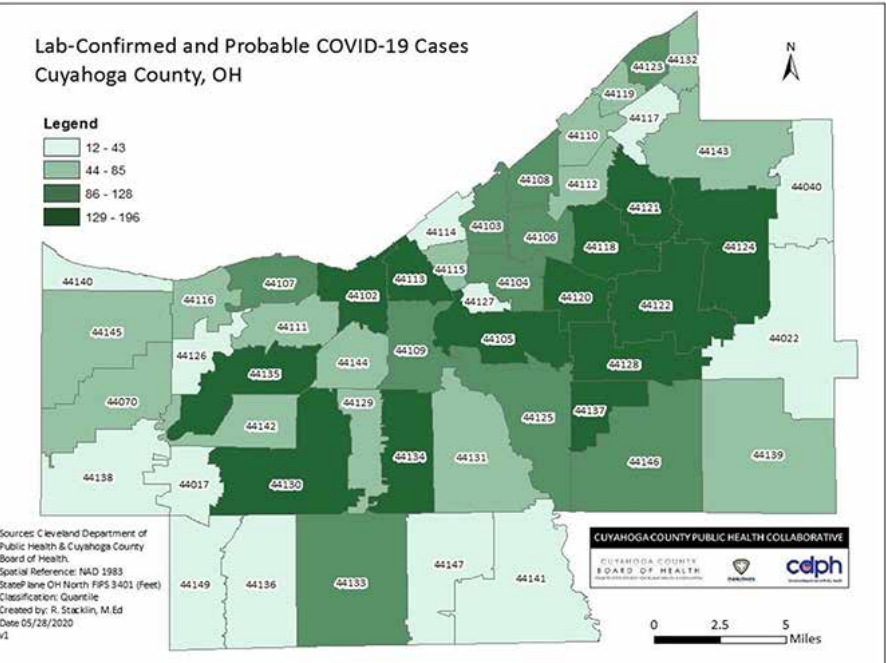 Lab-Confirmed and Probable COVID-19 Cases
Cuyahoga County, OH
N
Legend
12 - 43
44 - 85
86 - 128
129 - 196
44123
44132
44119
44117
44110
44143
44108
44112
44040
44121
44114
44103
44106
44118
44124
44140
44116
44107
44102
44113
44115
44104
44127
44120
44122
44145
44111
44105
44022
44126
44144
44109
44135
44128
44070
44129
44142
44125
44137
44138
44017
44130
44134
44131
44146
44139
44149
44136
44133
44147
44141
Sources: Cleveland Department of
Public Health & Cuyahoga County
Board of Health.
Spatial Reference: NAD 1983
StatePlane OH North FIPS 3401 (Feet)
Classification: Quantile
Created by: R. Stacklin, M.Ed
Date 05/28/2020
v1
CUYAHOGA COUNTY PUBLIC HEALTH COLLABORATIVE
CUYAHOGA COUNTY
BOARD OF HEALTH
cdph
0 2.5 5
Miles